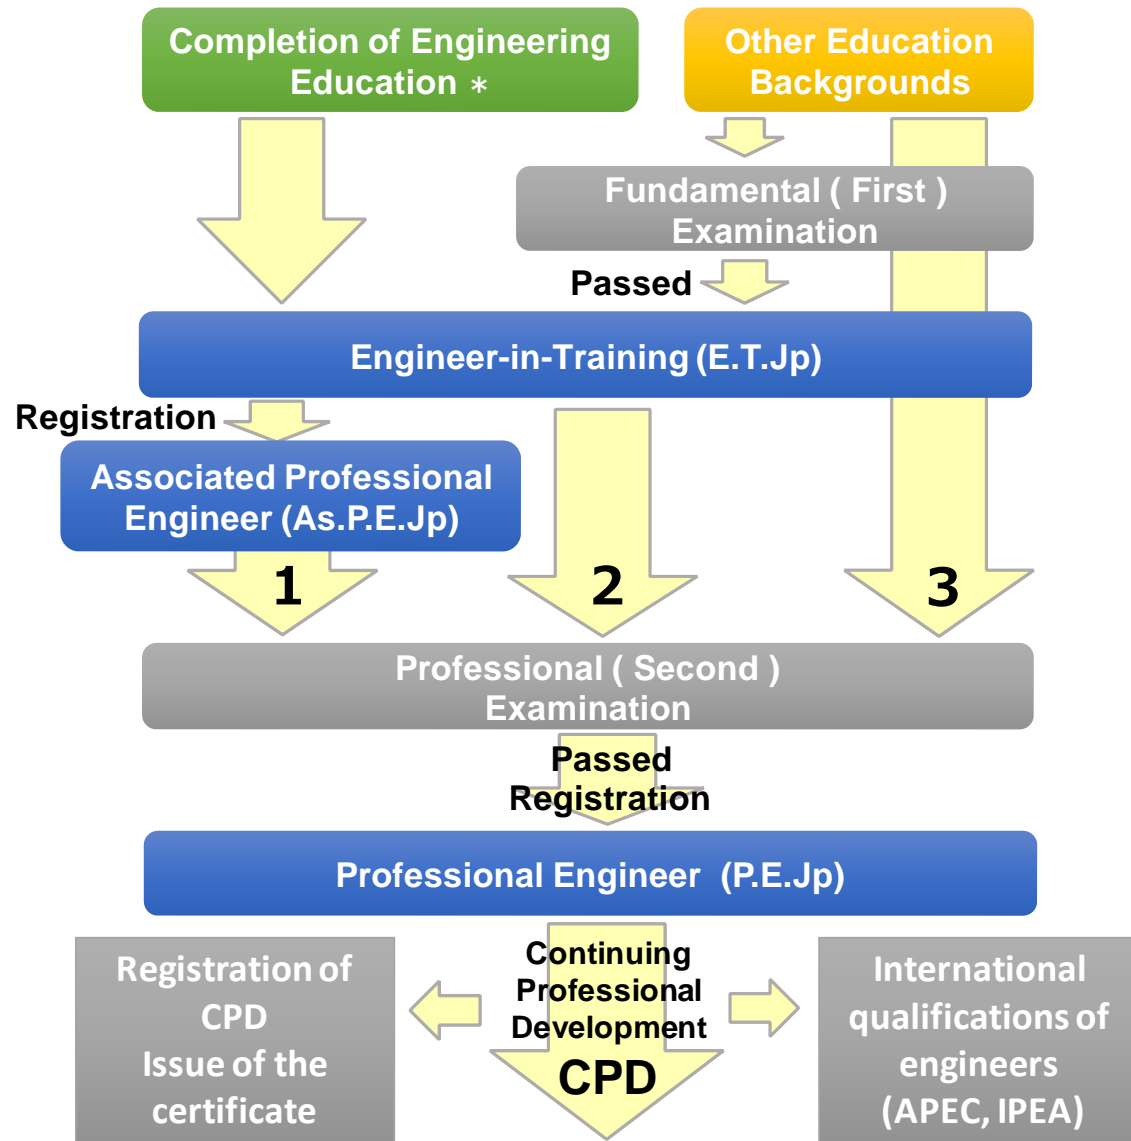 Completion of Engineering
Education *
Other Education
Backgrounds
Fundamental ( First )
Examination
Passed
Engineer-in-Training (E.T.Jp)
Registration
Associated Professional
Engineer (As.P.E.Jp)
1
2
3
Professional ( Second )
Examination
Passed
Registration
Professional Engineer (P.E.Jp)
Registration of
CPD
Issue of the
certificate
Continuing
Professional
Development
CPD
International
qualifications of
engineers
(APEC, IPEA)